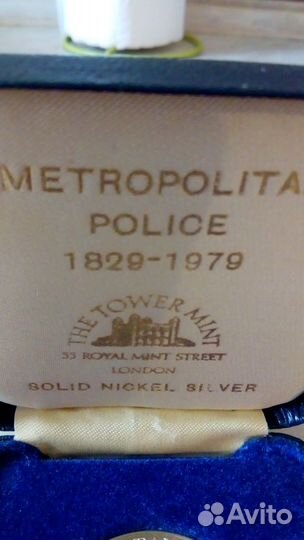 METROPOLITA
POLICE
1829-1979
THE TOWER MINT
55 ROYAL MINT STREET
LONDON
SOLID NICKEL SILVER
Avito